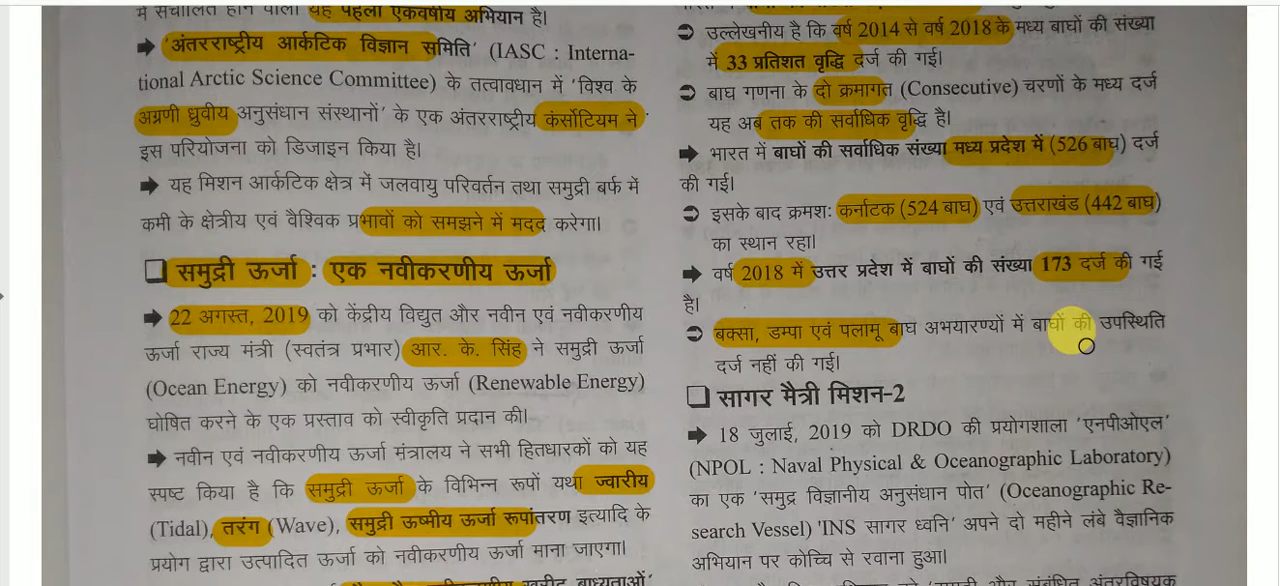 में संचालित होने वाला यह पहला एकवर्षीय अभियान है।
➡ 'अंतरराष्ट्रीय आर्कटिक विज्ञान समिति' (IASC : Interna-
tional Arctic Science Committee) के तत्वावधान में 'विश्व के
अग्रणी ध्रुवीय अनुसंधान संस्थानों' के एक अंतरराष्ट्रीय कंर्सोटियम ने
इस परियोजना को डिजाइन किया है।
➡ यह मिशन आर्कटिक क्षेत्र में जलवायु परिवर्तन तथा समुद्री बर्फ में
कमी के क्षेत्रीय एवं वैश्विक प्रभावों को समझने में मदद करेगा।
❑ समुद्री ऊर्जा : एक नवीकरणीय ऊर्जा
➡ 22 अगस्त, 2019 को केंद्रीय विद्युत और नवीन एवं नवीकरणीय
ऊर्जा राज्य मंत्री (स्वतंत्र प्रभार) आर. के. सिंह ने समुद्री ऊर्जा
(Ocean Energy) को नवीकरणीय ऊर्जा (Renewable Energy)
घोषित करने के एक प्रस्ताव को स्वीकृति प्रदान की।
➡ नवीन एवं नवीकरणीय ऊर्जा मंत्रालय ने सभी हितधारकों को यह
स्पष्ट किया है कि समुद्री ऊर्जा के विभिन्न रूपों यथा ज्वारीय
(Tidal), तरंग (Wave), समुद्री ऊष्मीय ऊर्जा रूपांतरण इत्यादि के
प्रयोग द्वारा उत्पादित ऊर्जा को नवीकरणीय ऊर्जा माना जाएगा।
➲ उल्लेखनीय है कि वर्ष 2014 से वर्ष 2018 के मध्य बाघों की संख्या
में 33 प्रतिशत वृद्धि दर्ज की गई।
➲ बाघ गणना के दो क्रमागत (Consecutive) चरणों के मध्य दर्ज
यह अब तक की सर्वाधिक वृद्धि है।
➡ भारत में बाघों की सर्वाधिक संख्या मध्य प्रदेश में (526 बाघ) दर्ज
की गई।
➲ इसके बाद क्रमशः कर्नाटक (524 बाघ) एवं उत्तराखंड (442 बाघ)
का स्थान रहा।
➡ वर्ष 2018 में उत्तर प्रदेश में बाघों की संख्या 173 दर्ज की गई
है।
➲ बक्सा, डम्पा एवं पलामू बाघ अभयारण्यों में बाघों की उपस्थिति
दर्ज नहीं की गई।
❑ सागर मैत्री मिशन-2
➡ 18 जुलाई, 2019 को DRDO की प्रयोगशाला 'एनपीओएल'
(NPOL : Naval Physical & Oceanographic Laboratory)
का एक 'समुद्र विज्ञानीय अनुसंधान पोत' (Oceanographic Re-
search Vessel) 'INS सागर ध्वनि' अपने दो महीने लंबे वैज्ञानिक
अभियान पर कोच्चि से रवाना हुआ।